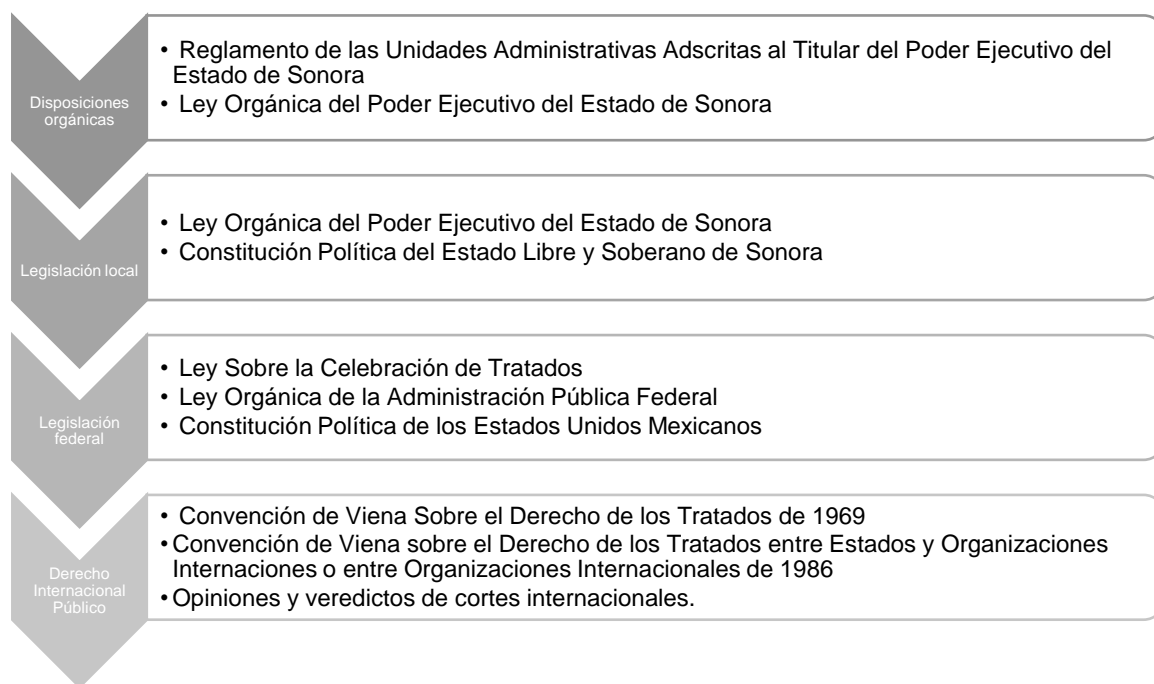 Disposiciones
orgánicas
• Reglamento de las Unidades Administrativas Adscritas al Titular del Poder Ejecutivo del
Estado de Sonora
• Ley Orgánica del Poder Ejecutivo del Estado de Sonora
Legislación local
• Ley Orgánica del Poder Ejecutivo del Estado de Sonora
• Constitución Política del Estado Libre y Soberano de Sonora
Legislación
federal
• Ley Sobre la Celebración de Tratados
• Ley Orgánica de la Administración Pública Federal
• Constitución Política de los Estados Unidos Mexicanos
Derecho
Internacional
Público
• Convención de Viena Sobre el Derecho de los Tratados de 1969
• Convención de Viena sobre el Derecho de los Tratados entre Estados y Organizaciones
Internaciones o entre Organizaciones Internacionales de 1986
• Opiniones y veredictos de cortes internacionales.